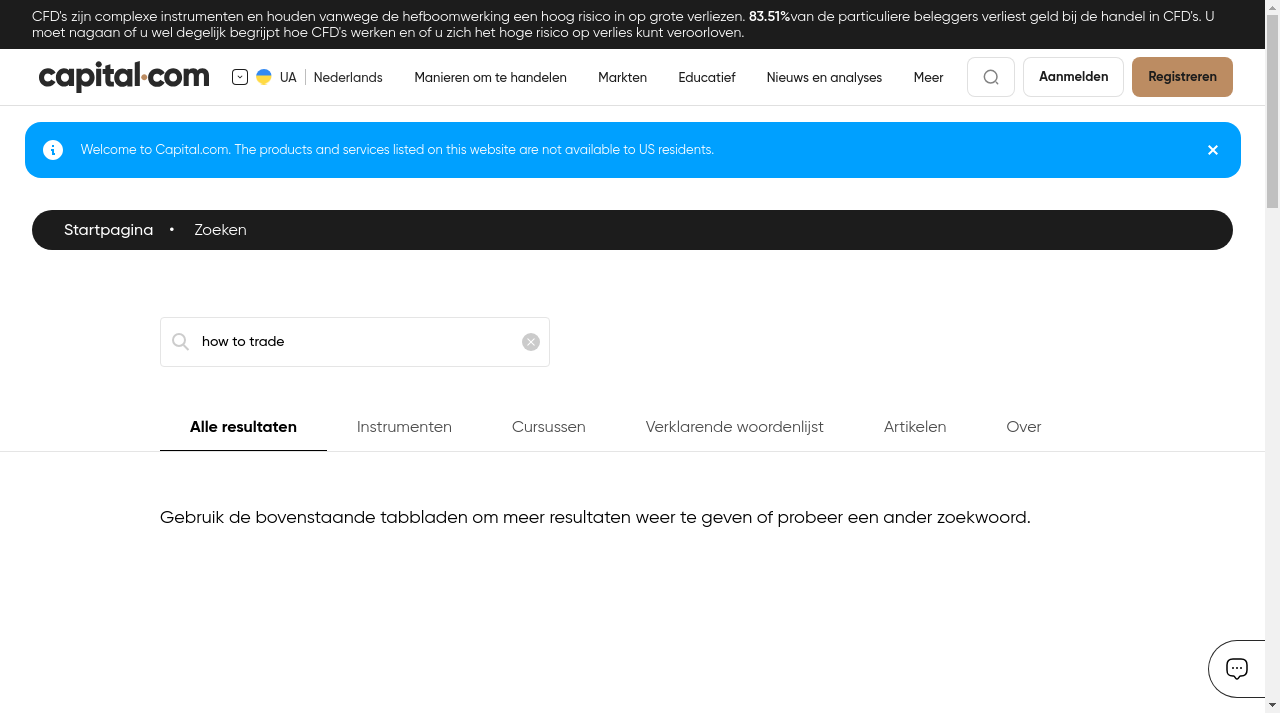 CFD's zijn complexe instrumenten en houden vanwege de hefboomwerking een hoog risico in op grote verliezen. 83.51%van de particuliere beleggers verliest geld bij de handel in CFD's. U
moet nagaan of u wel degelijk begrijpt hoe CFD's werken en of u zich het hoge risico op verlies kunt veroorloven.
capital.com UA Nederlands Manieren om te handelen Markten Educatief Nieuws en analyses Meer Aanmelden Registreren
Welcome to Capital.com. The products and services listed on this website are not available to US residents.
Startpagina • Zoeken
how to trade
Alle resultaten Instrumenten Cursussen Verklarende woordenlijst Artikelen Over
Gebruik de bovenstaande tabbladen om meer resultaten weer te geven of probeer een ander zoekwoord.